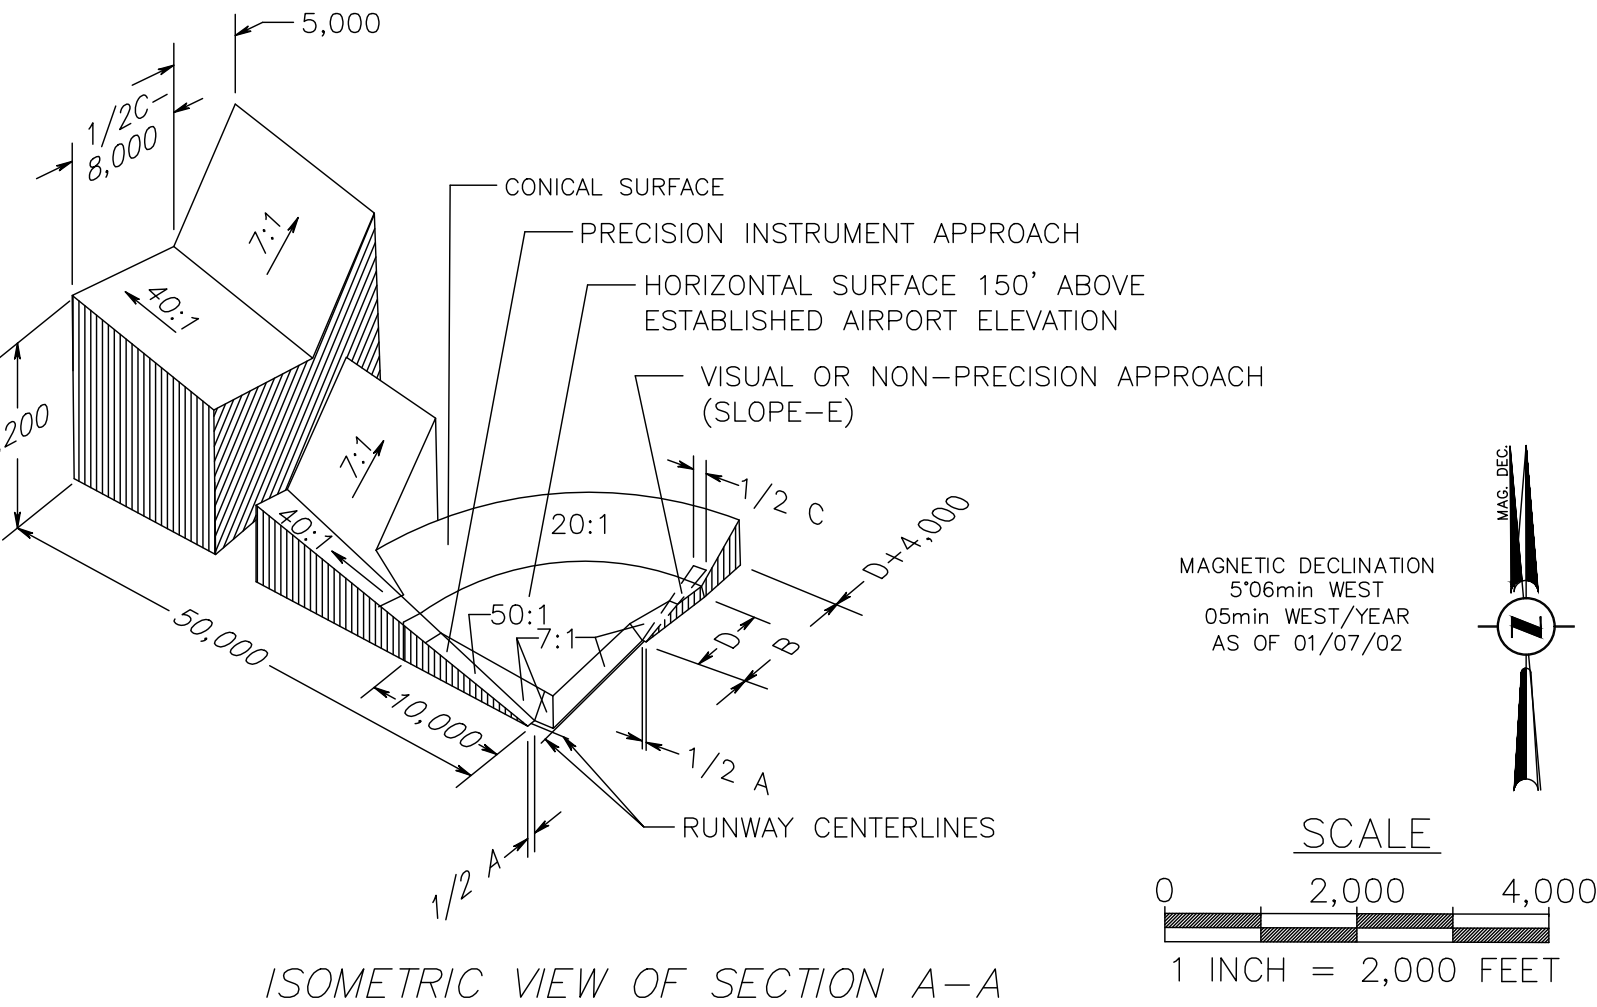 5,000
1/2C-
8,000
7:1
CONICAL SURFACE
PRECISION INSTRUMENT APPROACH
HORIZONTAL SURFACE 150' ABOVE
ESTABLISHED AIRPORT ELEVATION
VISUAL OR NON-PRECISION APPROACH
(SLOPE-E)
40:1
200
7:1
40:1
20:1
1/2 C
D+4,000
50:1
7:1
D
B
50,000
10,000
1/2 A
1/2 A
RUNWAY CENTERLINES
ISOMETRIC VIEW OF SECTION A-A
MAG. DEC.
MAGNETIC DECLINATION
5°06min WEST
05min WEST/YEAR
AS OF 01/07/02
N
SCALE
0 2,000 4,000
1 INCH = 2,000 FEET